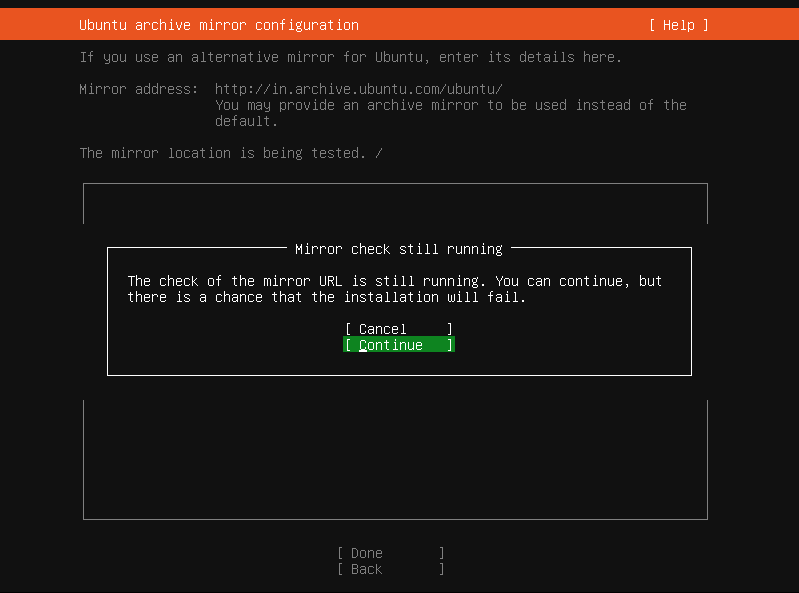 Ubuntu archive mirror configuration [ Help ]
If you use an alternative mirror for Ubuntu, enter its details here.
Mirror address: http://in.archive.ubuntu.com/ubuntu/
You may provide an archive mirror to be used instead of the
default.
The mirror location is being tested. /
Mirror check still running
The check of the mirror URL is still running. You can continue, but
there is a chance that the installation will fail.
[ Cancel ]
[ Continue ]
[ Done ]
[ Back ]